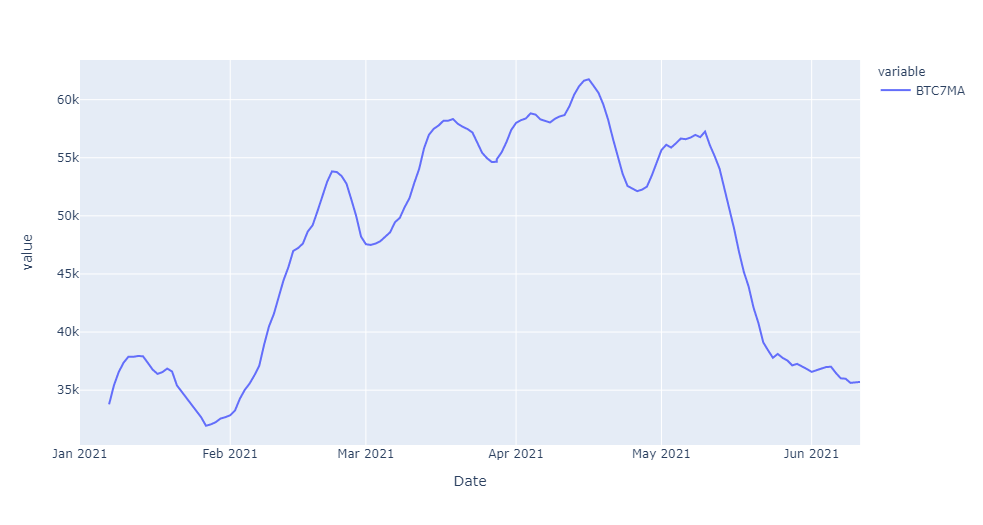 variable
BTC7MA
60k
55k
50k
45k
40k
35k
value
Jan 2021 Feb 2021 Mar 2021 Apr 2021 May 2021 Jun 2021
Date